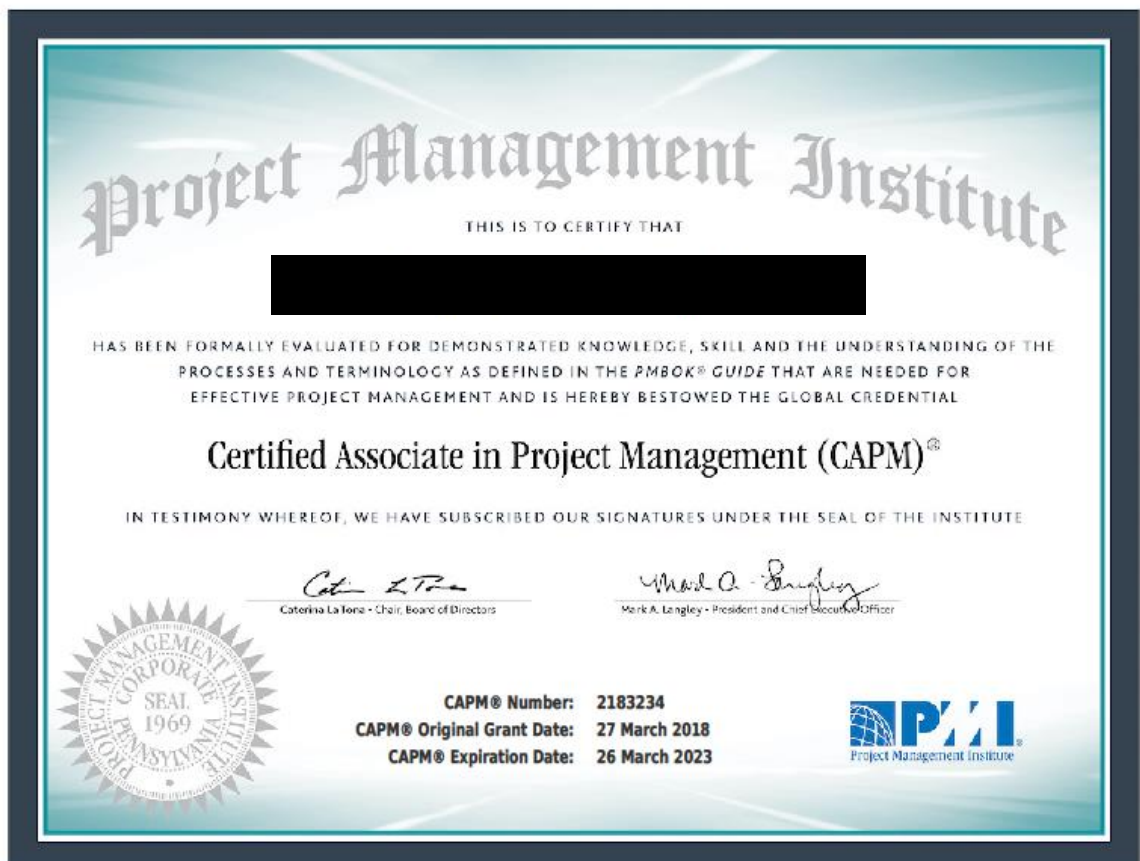 Project Management Institute
THIS IS TO CERTIFY THAT
HAS BEEN FORMALLY EVALUATED FOR DEMONSTRATED KNOWLEDGE, SKILL AND THE UNDERSTANDING OF THE
PROCESSES AND TERMINOLOGY AS DEFINED IN THE PMBOK® GUIDE THAT ARE NEEDED FOR
EFFECTIVE PROJECT MANAGEMENT AND IS HEREBY BESTOWED THE GLOBAL CREDENTIAL
Certified Associate in Project Management (CAPM)®
IN TESTIMONY WHEREOF, WE HAVE SUBSCRIBED OUR SIGNATURES UNDER THE SEAL OF THE INSTITUTE
Mark A. Langley
Caterina La Tona - Chair, Board of Directors
Mark A. Langley - President and Chief Executive Officer
PROJECT MANAGEMENT INSTITUTE
CORPORATE
SEAL
1969
PENNSYLVANIA
CAPM® Number: 2183234
CAPM® Original Grant Date: 27 March 2018
CAPM® Expiration Date: 26 March 2023
PMI®
Project Management Institute